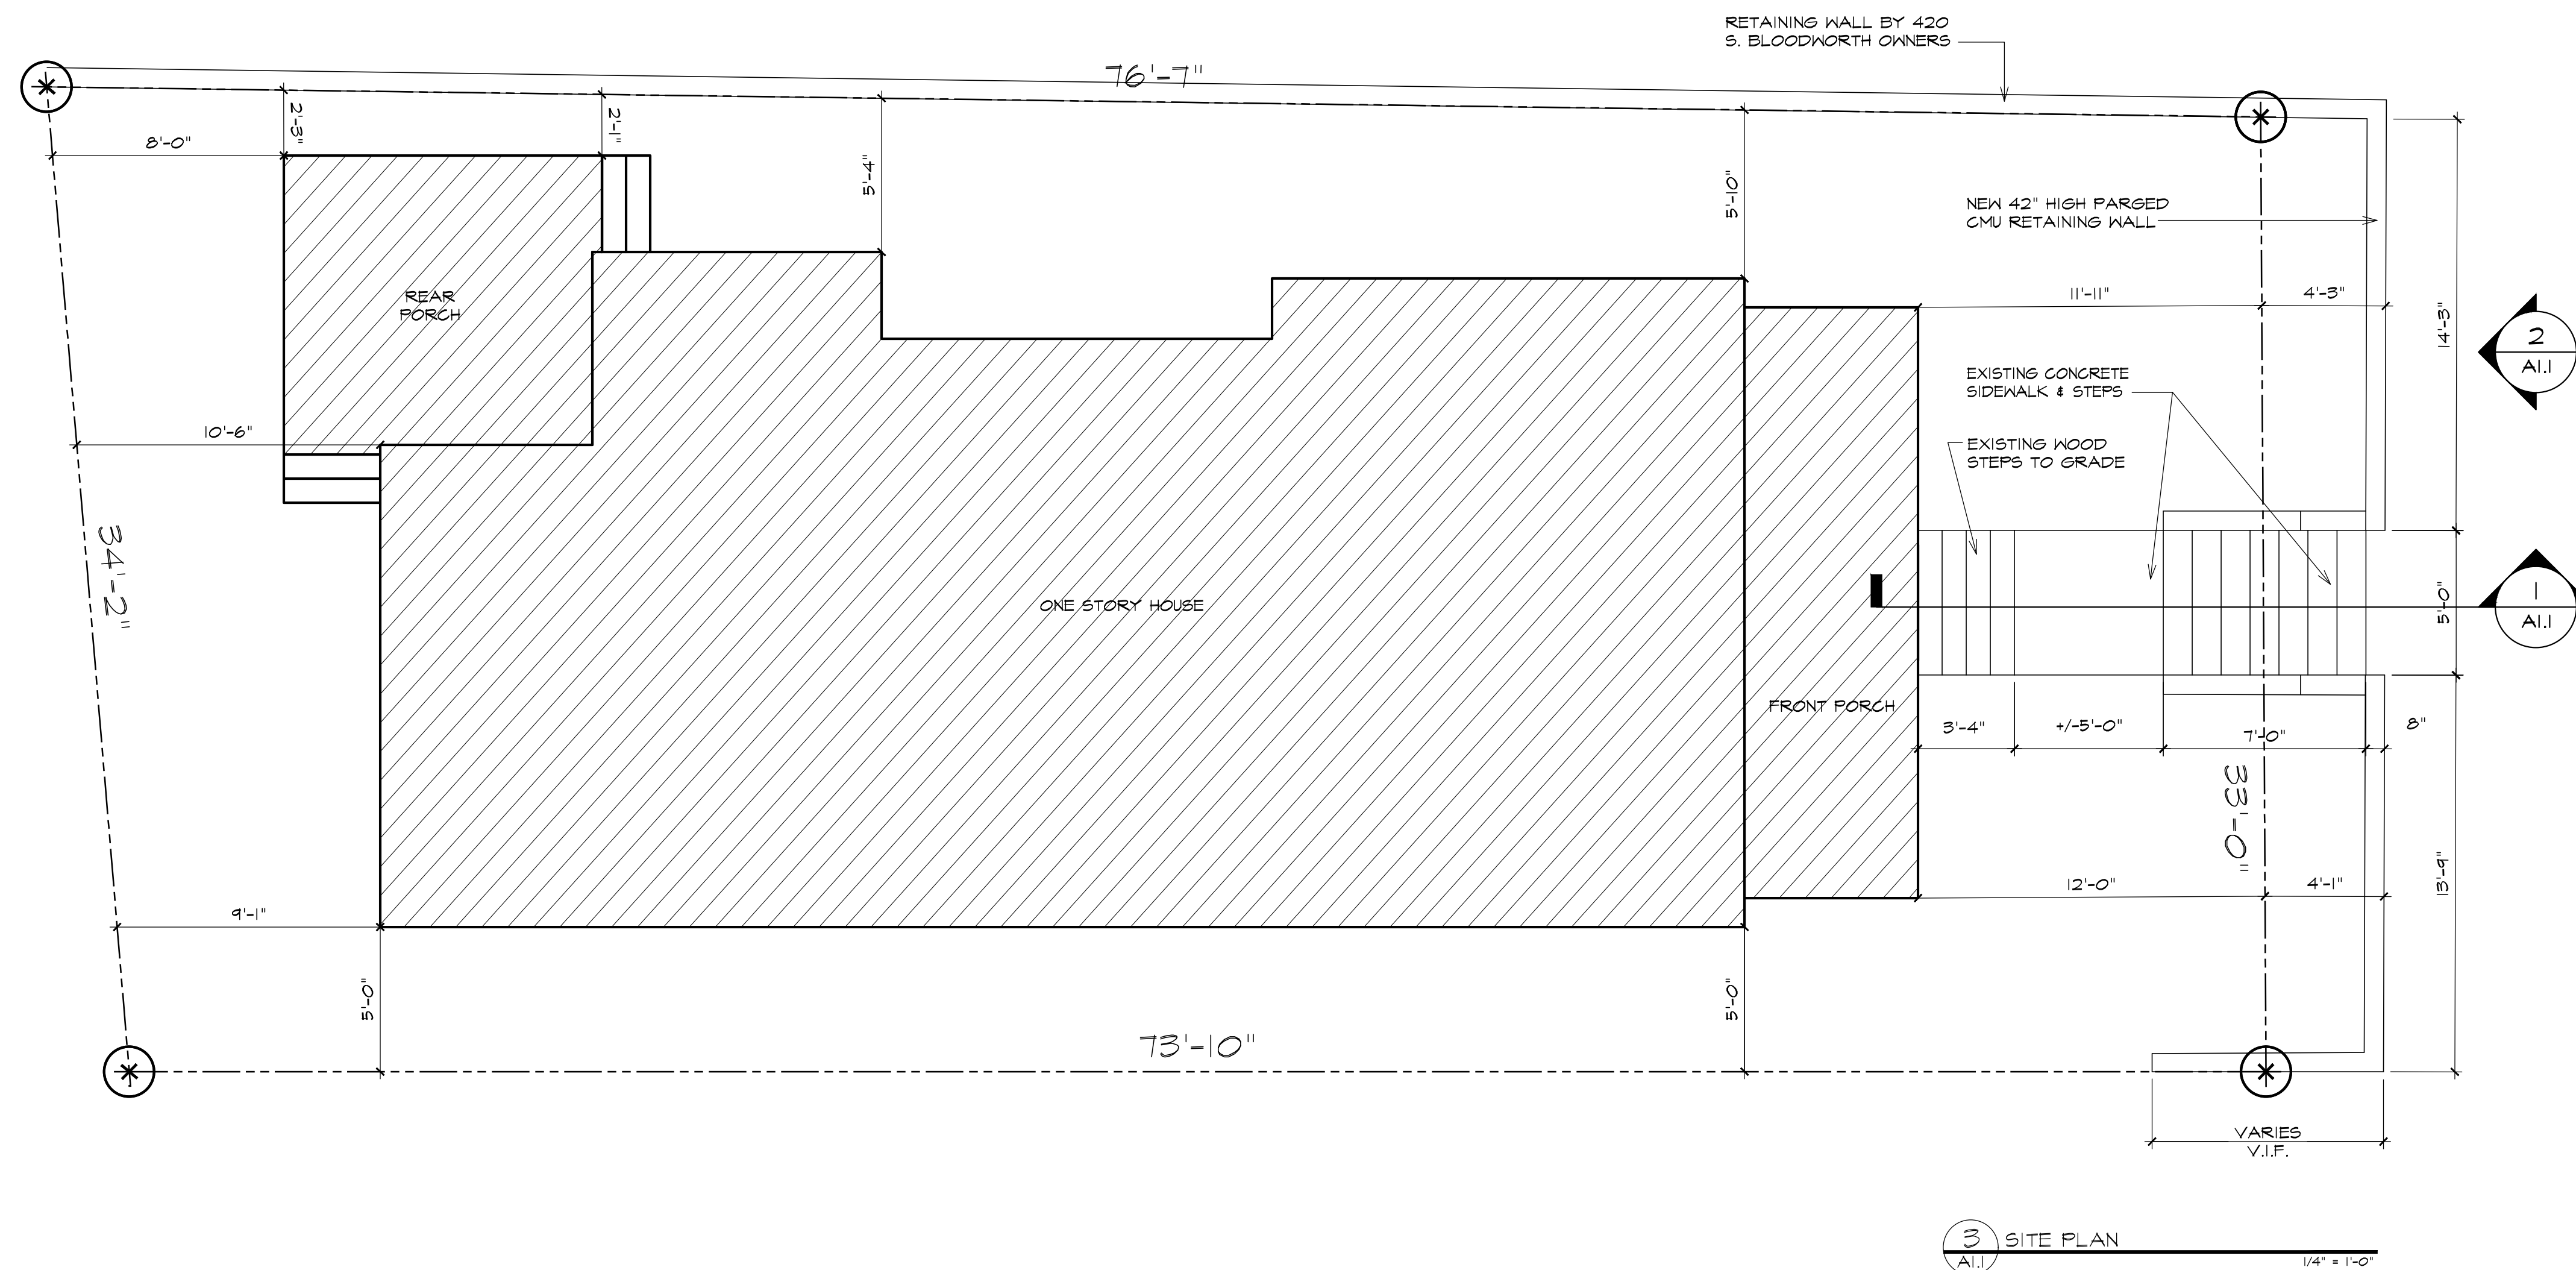 RETAINING WALL BY 420
S. BLOODWORTH OWNERS
76'-7"
2'-3"
2'-1"
8'-0"
5'-4"
5'-10"
NEW 42" HIGH PARGED
CMU RETAINING WALL
REAR
PORCH
11'-11"
4'-3"
14'-3"
2
A1.1
EXISTING CONCRETE
SIDEWALK & STEPS
10'-6"
EXISTING WOOD
STEPS TO GRADE
34'-2"
ONE STORY HOUSE
5'-0"
1
A1.1
FRONT PORCH
3'-4"
+/-5'-0"
7'-0"
8"
33'-0"
12'-0"
4'-1"
13'-9"
9'-1"
5'-0"
5'-0"
73'-10"
VARIES
V.I.F.
3
A1.1
SITE PLAN
1/4" = 1'-0"